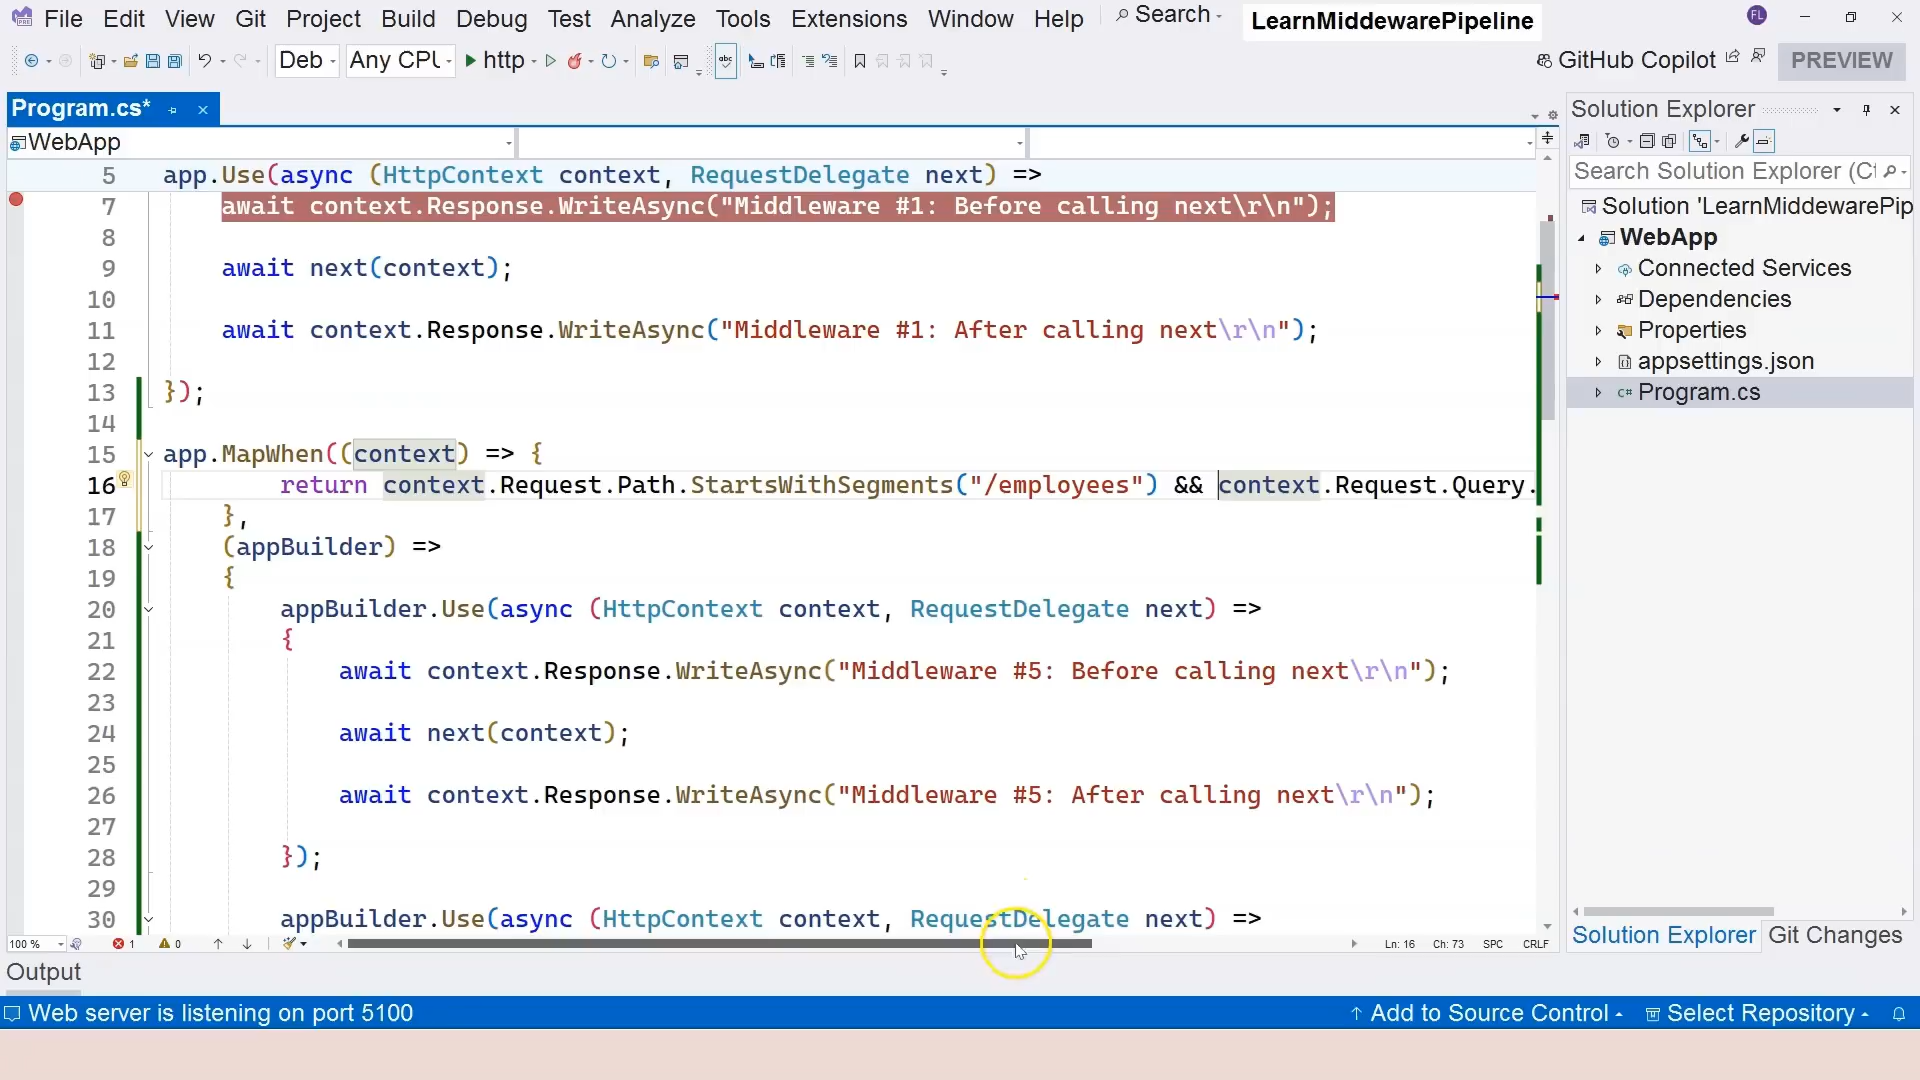 File Edit View Git Project Build Debug Test Analyze Tools Extensions Window Help Search LearnMiddewarePipeline FL
Deb Any CPU http GitHub Copilot PREVIEW
Program.cs*
WebApp
5 app.Use(async (HttpContext context, RequestDelegate next) =>
7 await context.Response.WriteAsync("Middleware #1: Before calling next\r\n");
8
9 await next(context);
10
11 await context.Response.WriteAsync("Middleware #1: After calling next\r\n");
12
13 });
14
15 app.MapWhen((context) => {
16 return context.Request.Path.StartsWithSegments("/employees") && context.Request.Query.
17 },
18 (appBuilder) =>
19 {
20 appBuilder.Use(async (HttpContext context, RequestDelegate next) =>
21 {
22 await context.Response.WriteAsync("Middleware #5: Before calling next\r\n");
23
24 await next(context);
25
26 await context.Response.WriteAsync("Middleware #5: After calling next\r\n");
27
28 });
29
30 appBuilder.Use(async (HttpContext context, RequestDelegate next) =>
100 % 1 0 Ln: 16 Ch: 73 SPC CRLF
Solution Explorer
Search Solution Explorer (Ct
Solution 'LearnMiddewarePip
WebApp
Connected Services
Dependencies
Properties
appsettings.json
C# Program.cs
Solution Explorer Git Changes
Output
Web server is listening on port 5100 Add to Source Control Select Repository